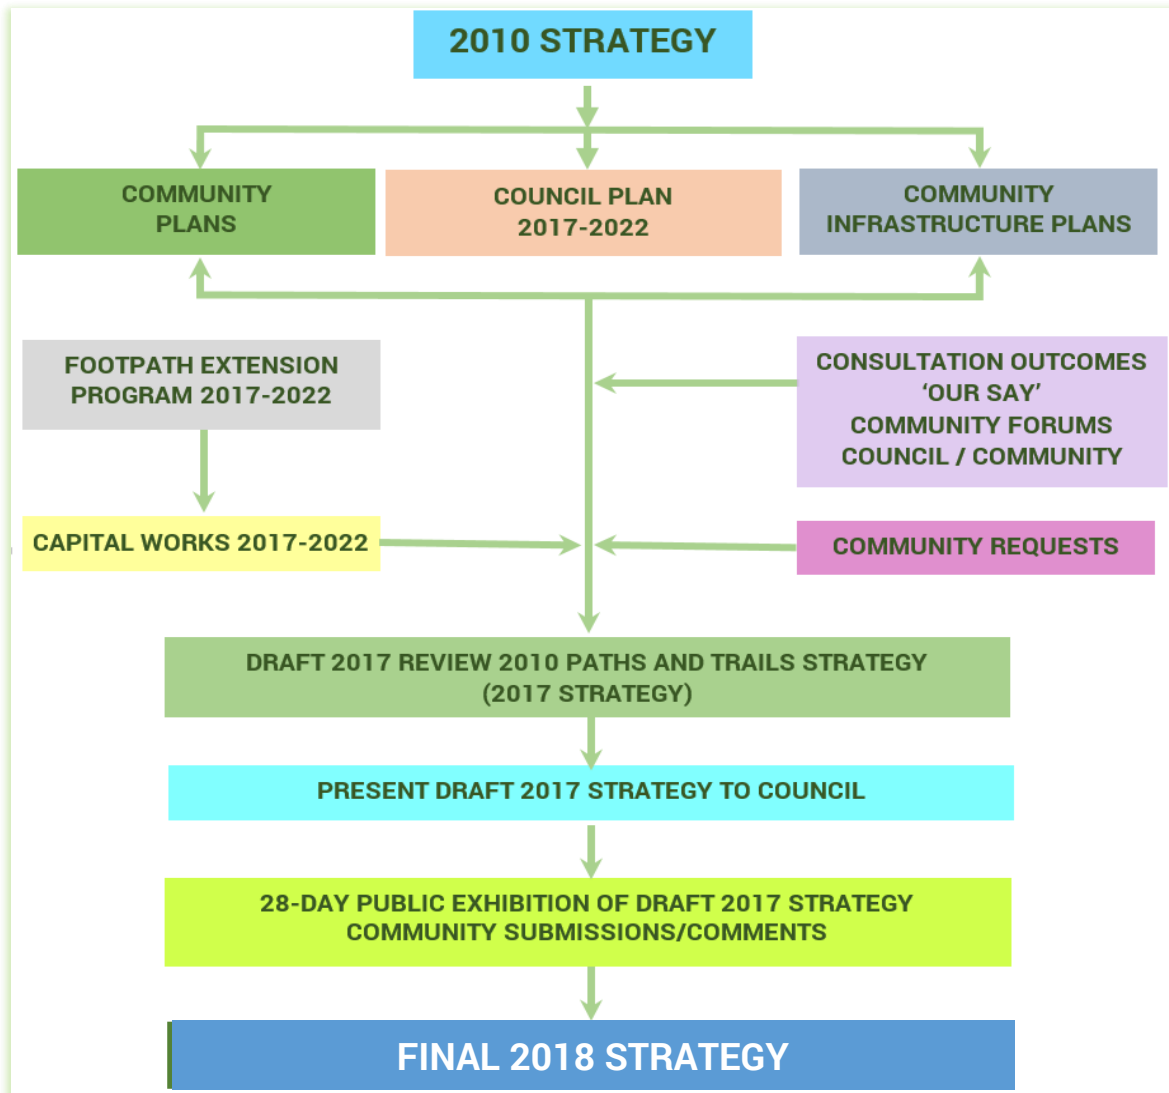 2010 STRATEGY
COMMUNITY
PLANS
COUNCIL PLAN
2017-2022
COMMUNITY
INFRASTRUCTURE PLANS
FOOTPATH EXTENSION
PROGRAM 2017-2022
CONSULTATION OUTCOMES
‘OUR SAY’
COMMUNITY FORUMS
COUNCIL / COMMUNITY
CAPITAL WORKS 2017-2022
COMMUNITY REQUESTS
DRAFT 2017 REVIEW 2010 PATHS AND TRAILS STRATEGY
(2017 STRATEGY)
PRESENT DRAFT 2017 STRATEGY TO COUNCIL
28-DAY PUBLIC EXHIBITION OF DRAFT 2017 STRATEGY
COMMUNITY SUBMISSIONS/COMMENTS
FINAL 2018 STRATEGY